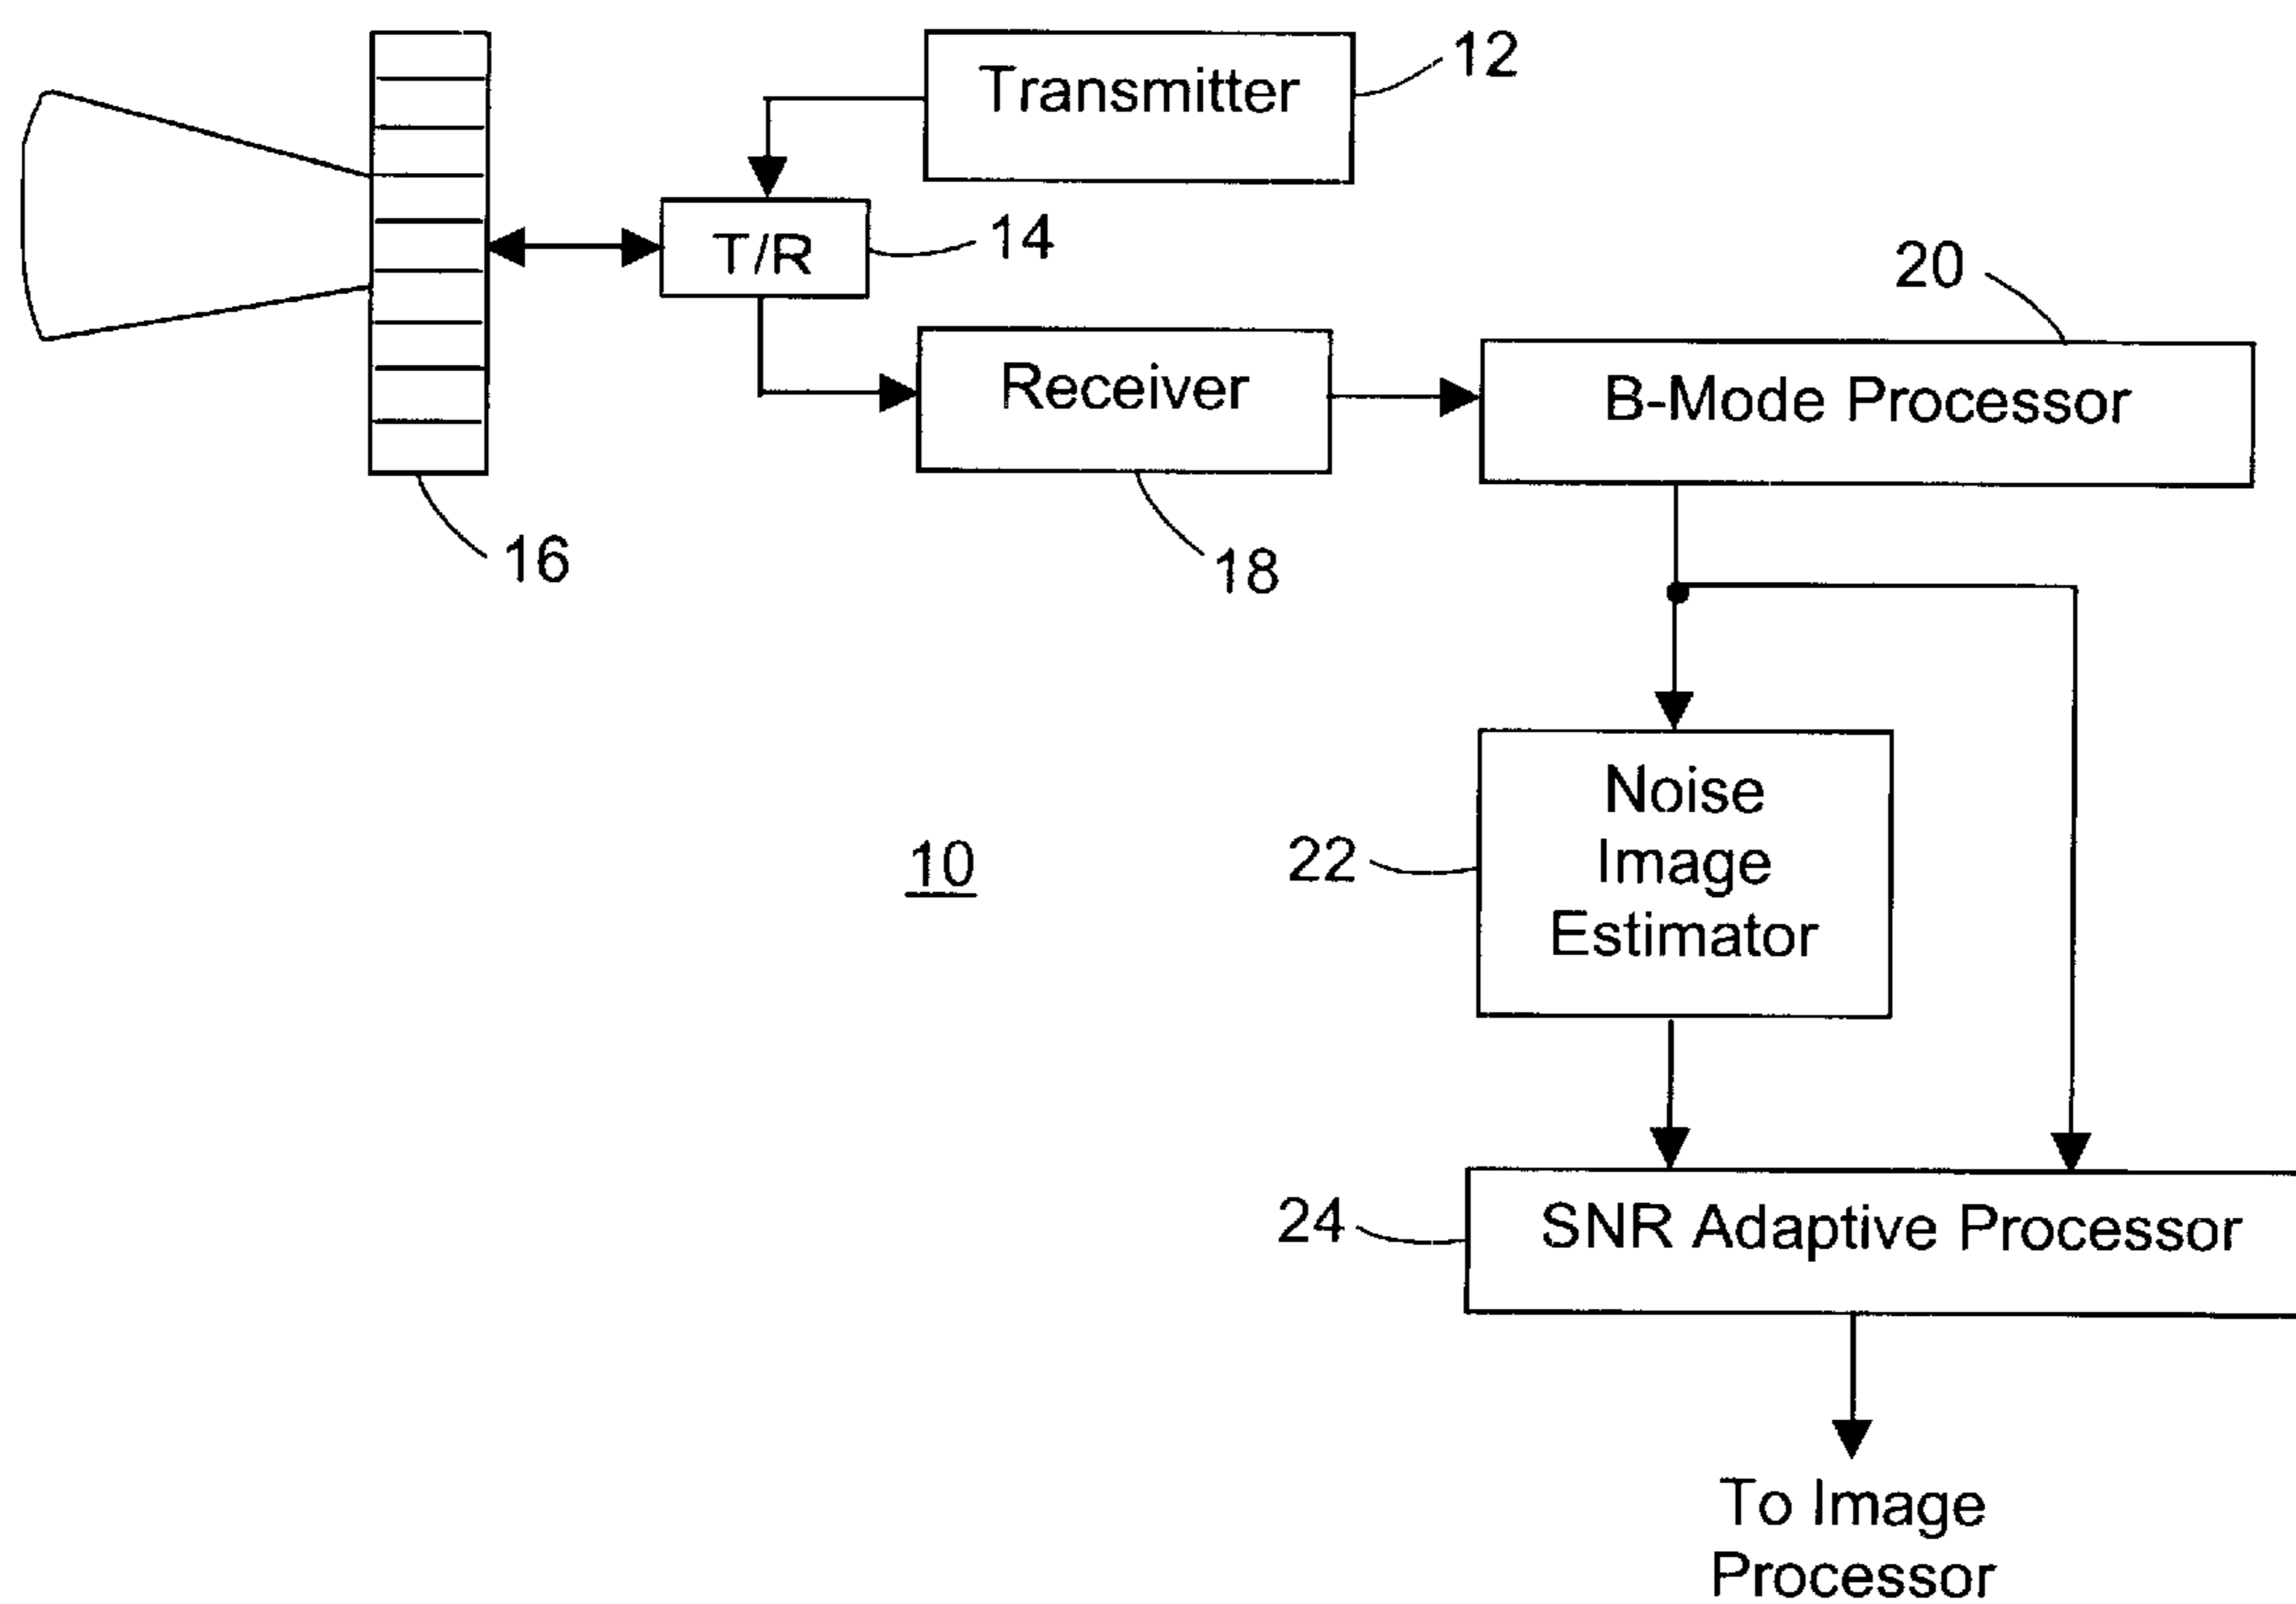 Transmitter
12
T/R
14
20
Receiver
B-Mode Processor
16
18
Noise
Image
Estimator
22
10
24
SNR Adaptive Processor
To Image
Processor